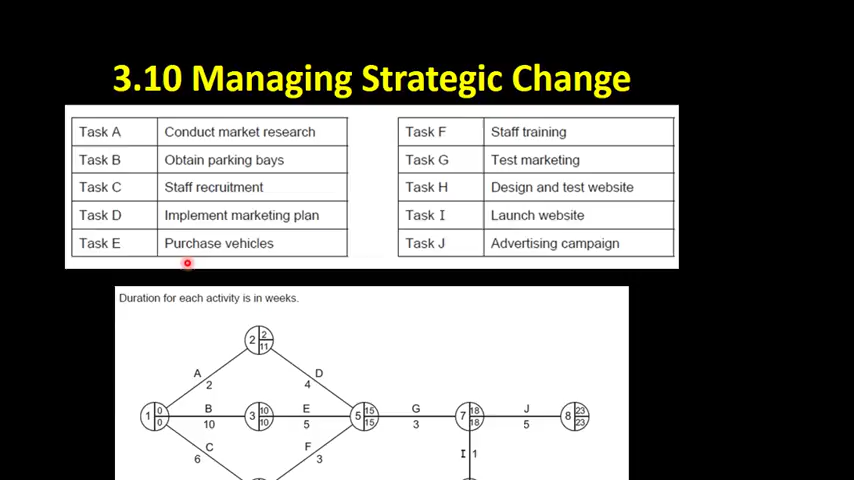 3.10 Managing Strategic Change
Task A Conduct market research
Task B Obtain parking bays
Task C Staff recruitment
Task D Implement marketing plan
Task E Purchase vehicles
Task F Staff training
Task G Test marketing
Task H Design and test website
Task I Launch website
Task J Advertising campaign
Duration for each activity is in weeks.
2 2 11
A
2
D
4
1 0 0
B
10
3 10 10
E
5
5 15 15
G
3
7 18 18
J
5
8 23 23
C
6
F
3
I 1